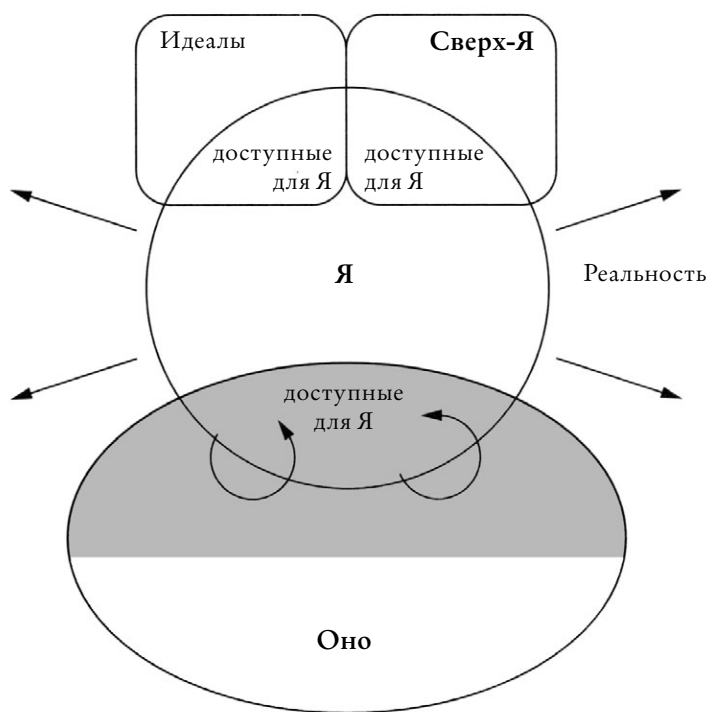 Идеалы
Сверх-Я
доступные
для Я
доступные
для Я
Я
Реальность
доступные
для Я
Оно